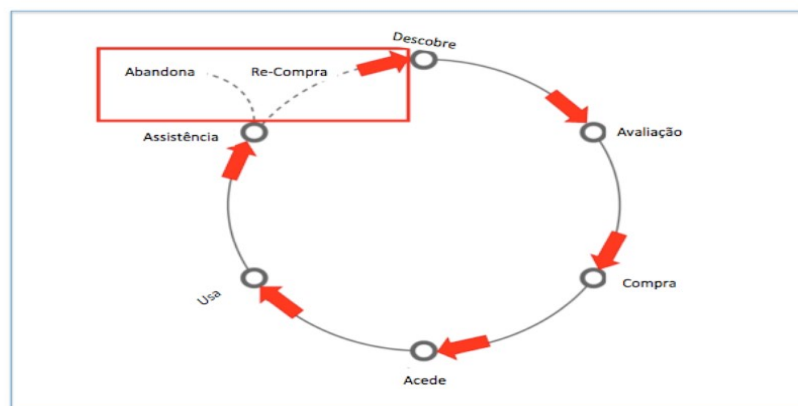 Descobre
Abandona
Re-Compra
Assistência
Avaliação
Usa
Compra
Acede